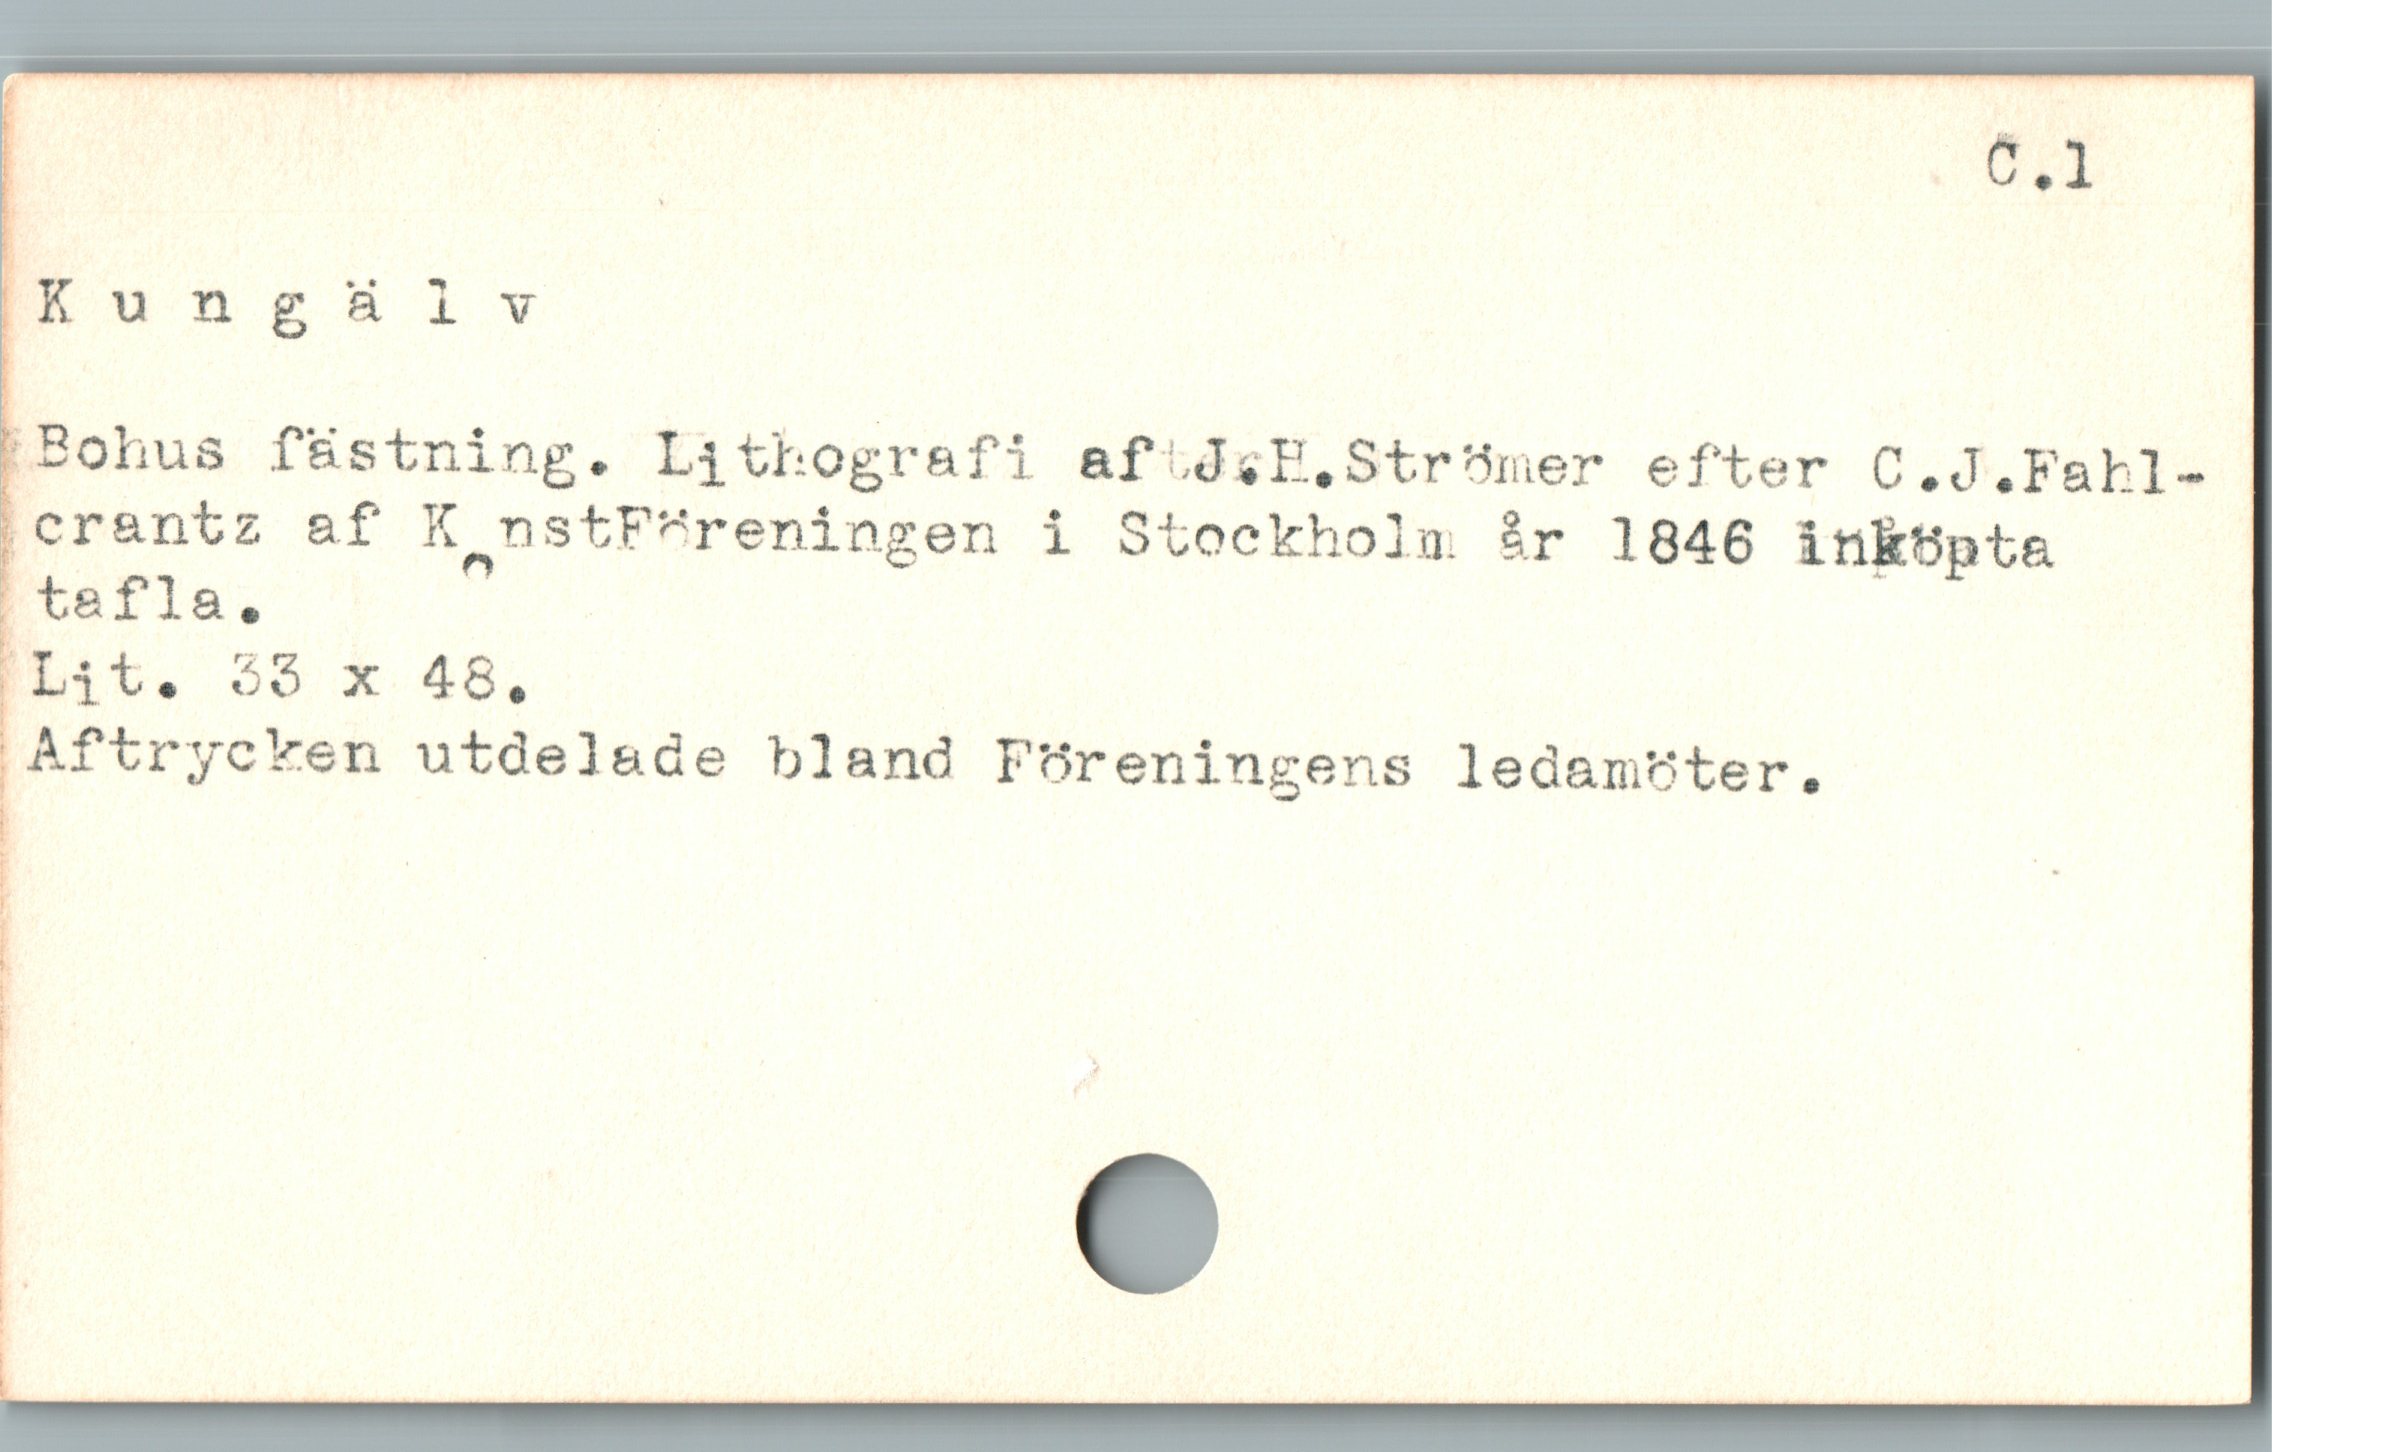 C.1
K u n g ä l v
Bohus fästning. Lithografi af J.H.Strömer efter C.J.Fahl-
crantz af KonstFöreningen i Stockholm år 1846 inköpta
tafla.
Lit. 33 x 48.
Aftrycken utdelade bland Föreningens ledamöter.